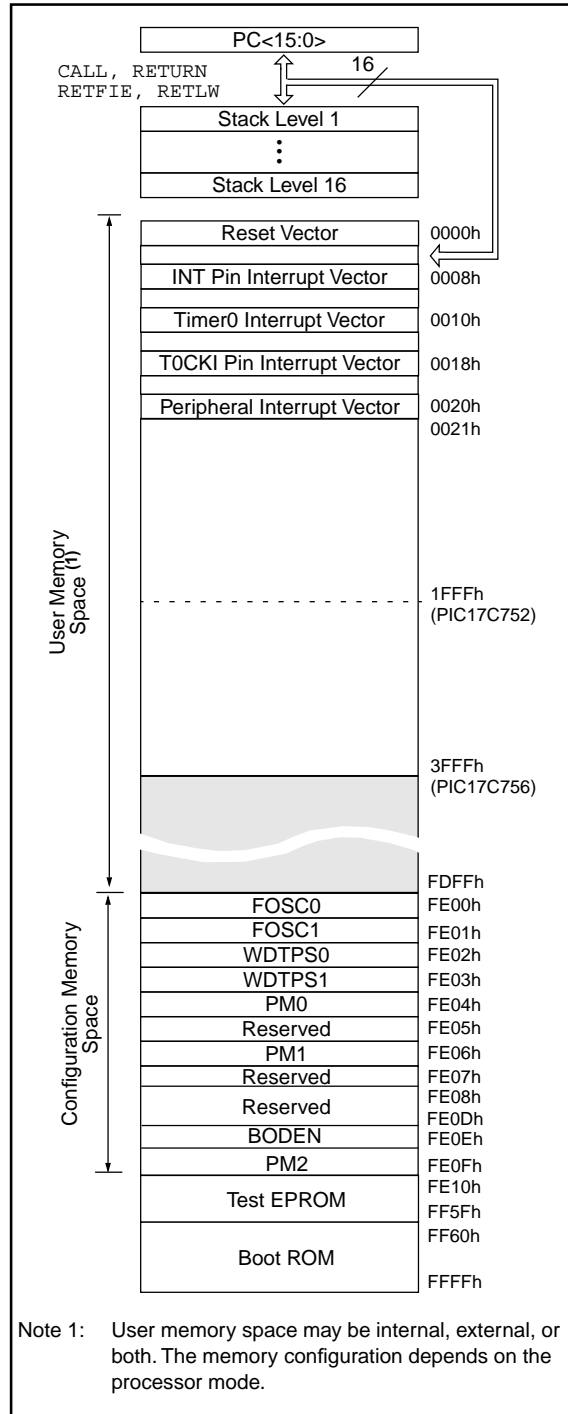 PC<15:0>
CALL, RETURN
RETFIE, RETLW
16
Stack Level 1
Stack Level 16
Reset Vector
0000h
INT Pin Interrupt Vector
0008h
Timer0 Interrupt Vector
0010h
T0CKI Pin Interrupt Vector
0018h
Peripheral Interrupt Vector
0020h
0021h
User Memory
Space (1)
1FFFh
(PIC17C752)
3FFFh
(PIC17C756)
FDFFh
Configuration Memory
Space
FOSC0
FE00h
FOSC1
FE01h
WDTPS0
FE02h
WDTPS1
FE03h
PM0
FE04h
Reserved
FE05h
PM1
FE06h
Reserved
FE07h
Reserved
FE08h
FE0Dh
BODEN
FE0Eh
PM2
FE0Fh
Test EPROM
FE10h
FF5Fh
Boot ROM
FF60h
FFFFh
Note 1: User memory space may be internal, external, or
both. The memory configuration depends on the
processor mode.